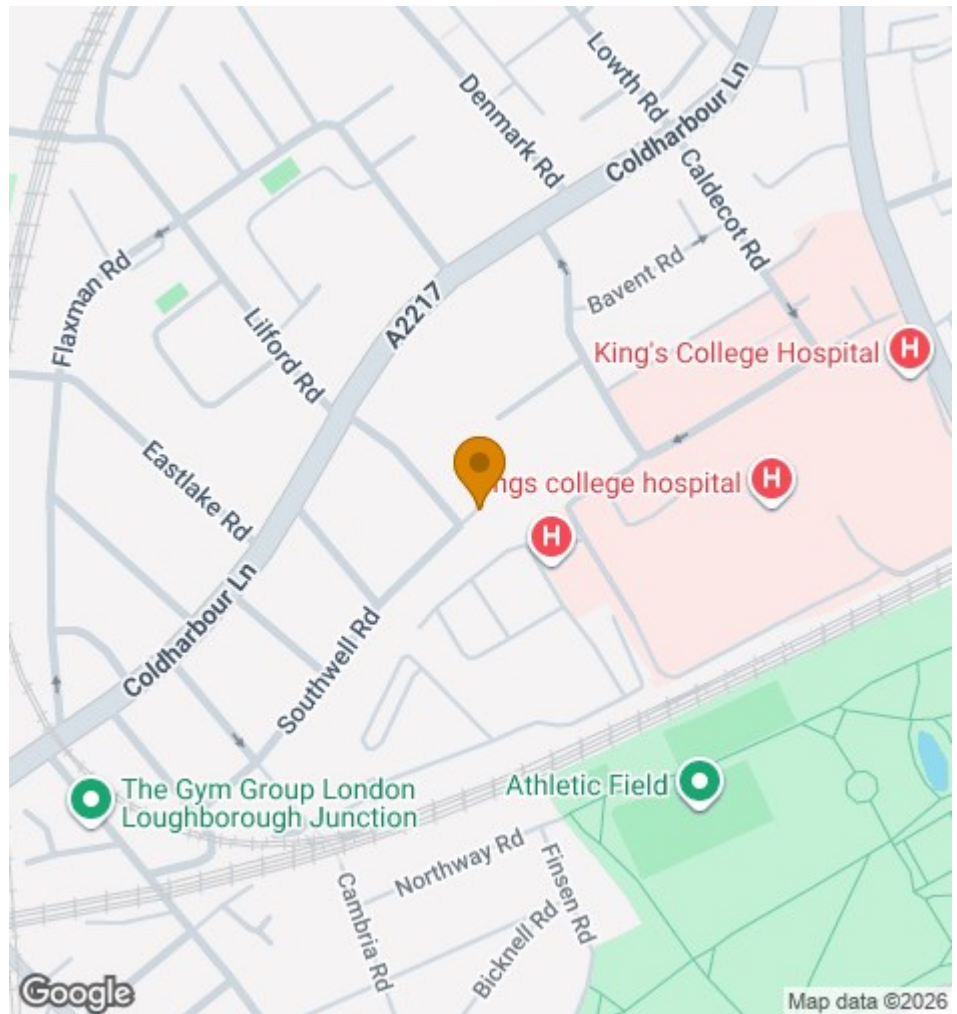 Lowth Rd
Denmark Rd
Coldharbour Ln
Caldecot Rd
Flaxman Rd
Bavent Rd
A2217
Lilford Rd
King's College Hospital
H
Eastlake Rd
ngs college hospital
H
H
Coldharbour Ln
Southwell Rd
The Gym Group London
Loughborough Junction
Athletic Field
Northway Rd
Finsen Rd
Cambria Rd
Bicknell Rd
Google
Map data ©2026